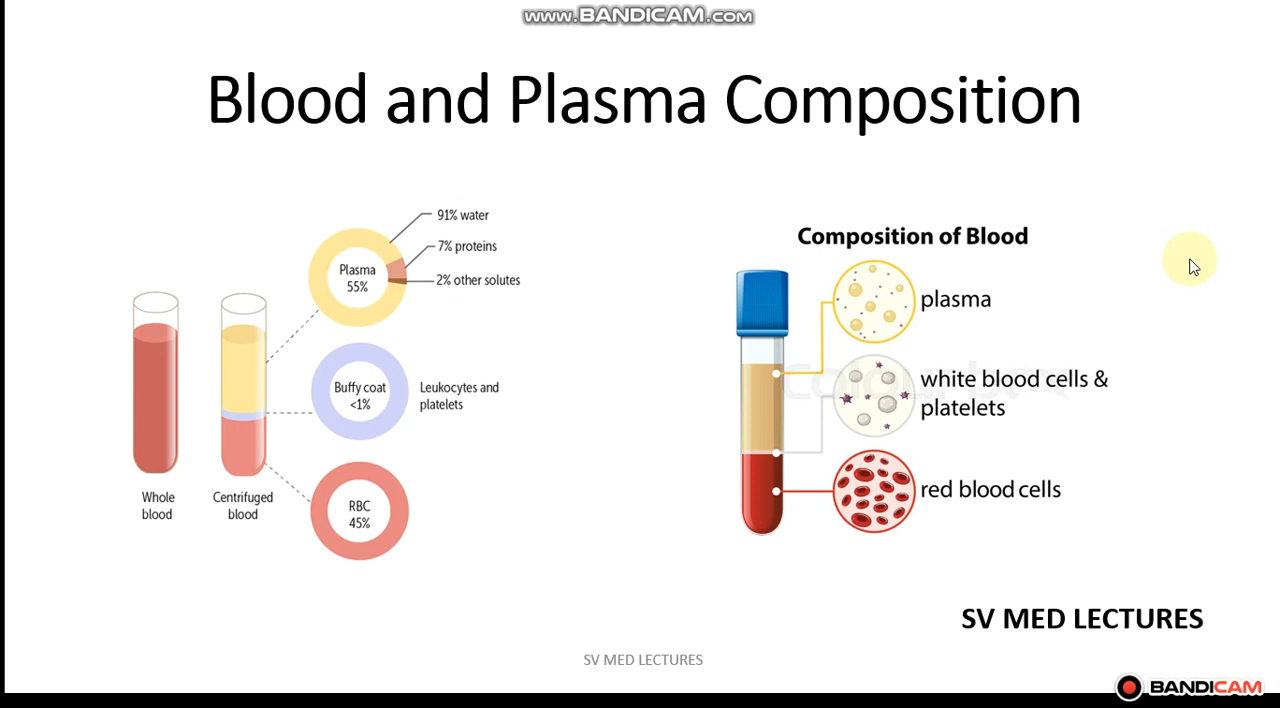 www.BANDICAM.com
Blood and Plasma Composition
91% water
7% proteins
2% other solutes
Plasma
55%
Buffy coat
<1%
Leukocytes and
platelets
RBC
45%
Whole
blood
Centrifuged
blood
Composition of Blood
plasma
white blood cells &
platelets
red blood cells
SV MED LECTURES
SV MED LECTURES
BANDICAM